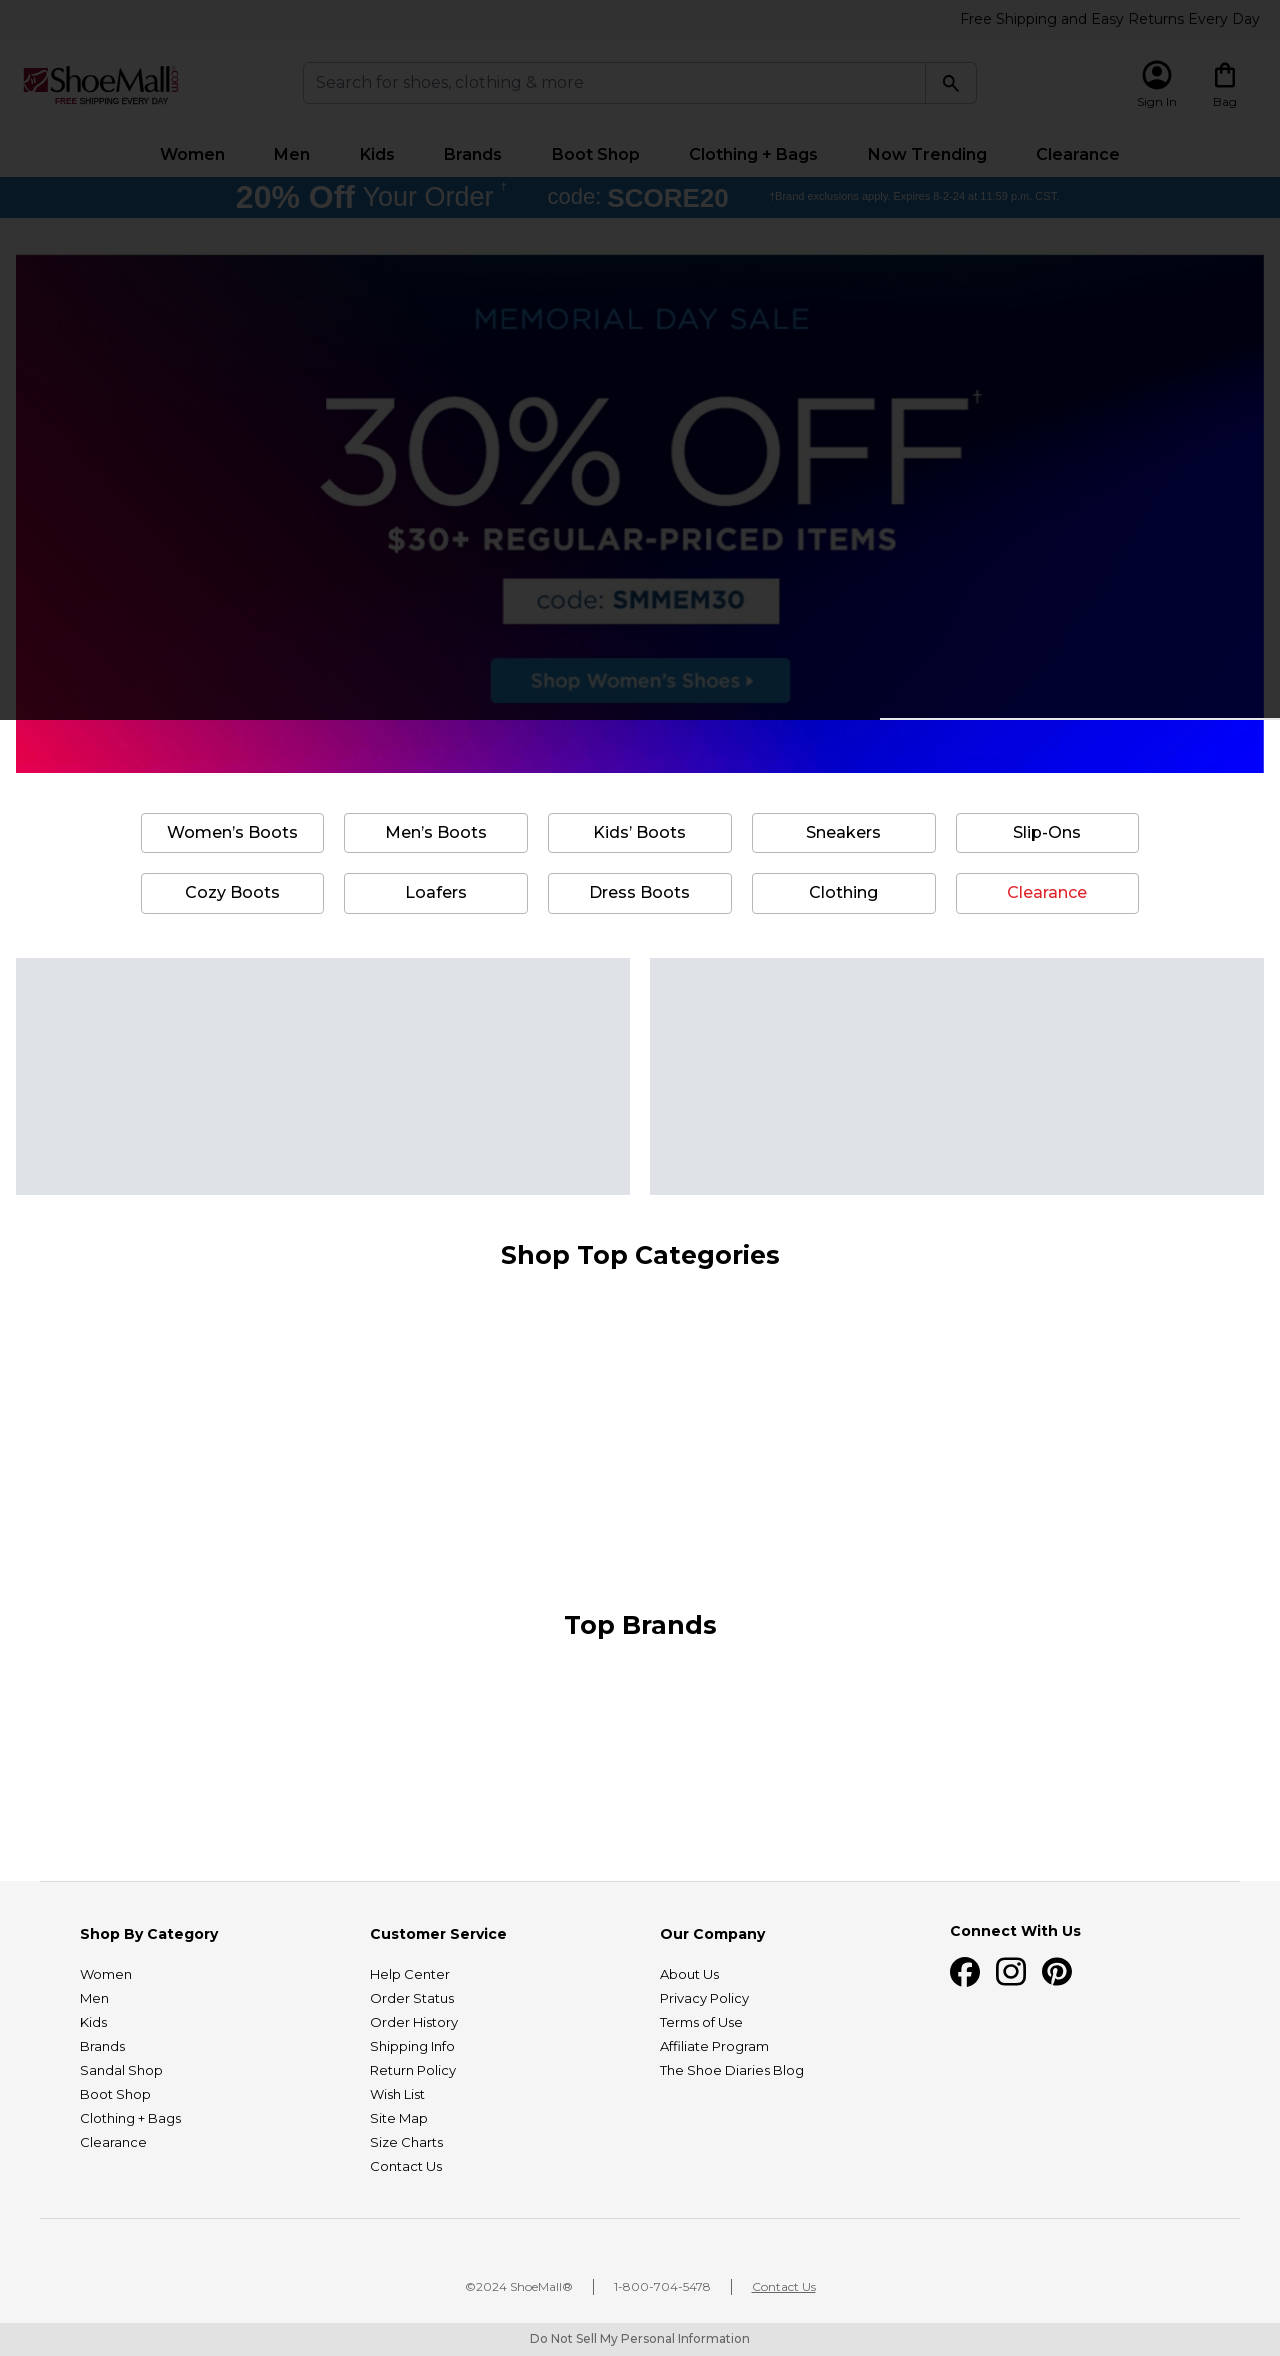 Free Shipping and Easy Returns Every Day
ShoeMall.com
FREE SHIPPING EVERY DAY
Search for shoes, clothing & more
Sign In
Bag
Women Men Kids Brands Boot Shop Clothing + Bags Now Trending Clearance
20% Off Your Order † code: SCORE20 †Brand exclusions apply. Expires 8-2-24 at 11:59 p.m. CST.
MEMORIAL DAY SALE
30% OFF†
$30+ REGULAR-PRICED ITEMS
code: SMMEM30
Shop Women's Shoes
Women’s Boots Men’s Boots Kids’ Boots Sneakers Slip-Ons
Cozy Boots Loafers Dress Boots Clothing Clearance
Shop Top Categories
Top Brands
Shop By Category
Women
Men
Kids
Brands
Sandal Shop
Boot Shop
Clothing + Bags
Clearance
Customer Service
Help Center
Order Status
Order History
Shipping Info
Return Policy
Wish List
Site Map
Size Charts
Contact Us
Our Company
About Us
Privacy Policy
Terms of Use
Affiliate Program
The Shoe Diaries Blog
Connect With Us
©2024 ShoeMall® 1-800-704-5478 Contact Us
Do Not Sell My Personal Information